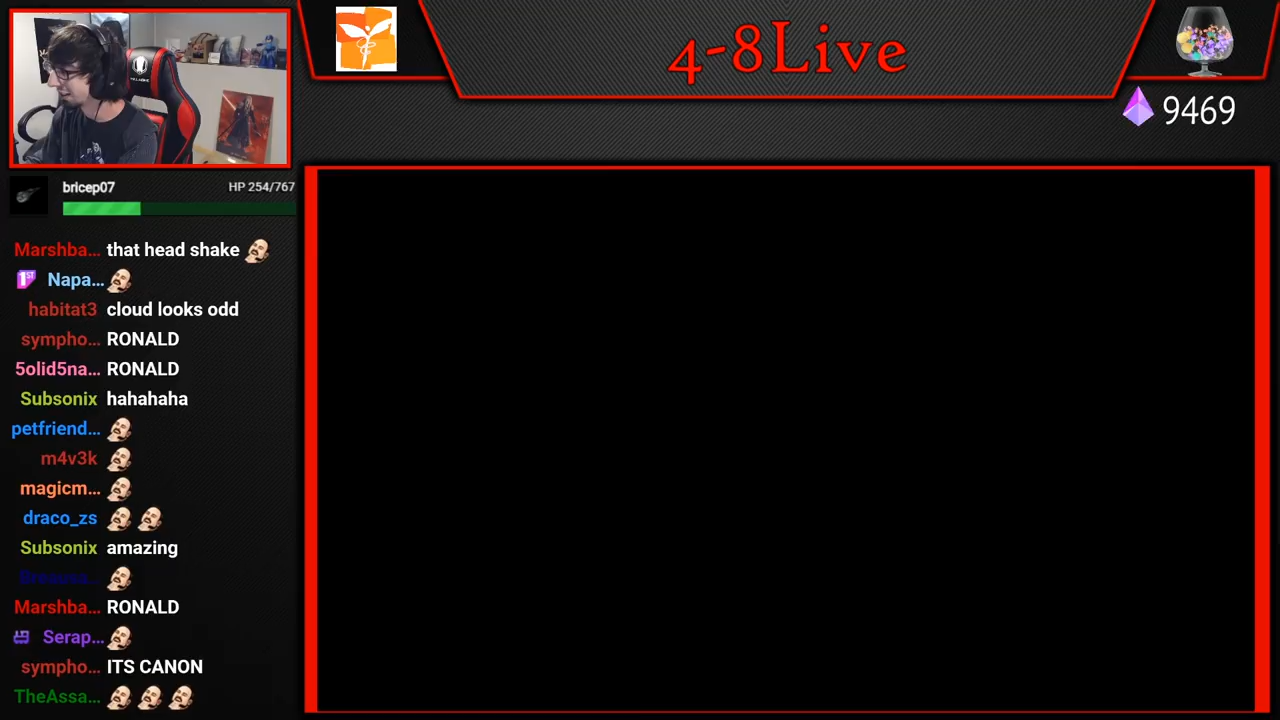 4-8Live
9469
bricep07 HP 254/767
Marshba... that head shake
1ST Napa...
habitat3 cloud looks odd
sympho... RONALD
5olid5na... RONALD
Subsonix hahahaha
petfriend...
m4v3k
magicm...
draco_zs
Subsonix amazing
Marshba... RONALD
Serap...
sympho... ITS CANON
TheAssa...